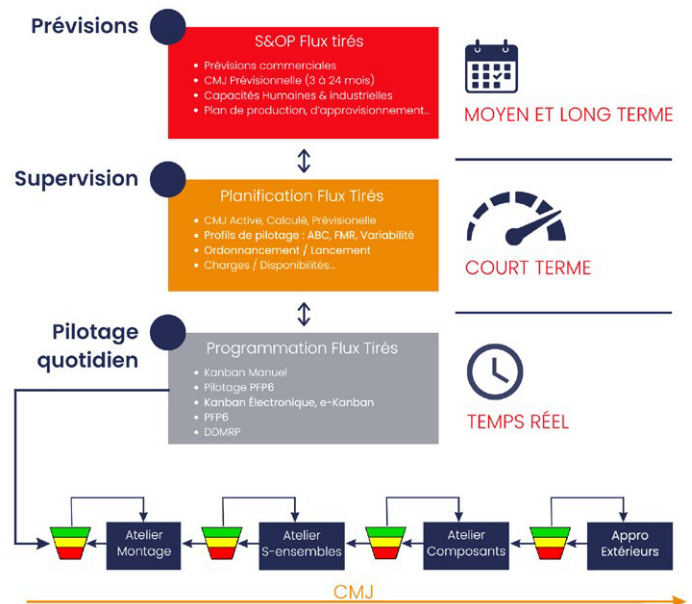 Prévisions
S&OP Flux tirés
• Prévisions commerciales
• CMJ Prévisionnelle (3 à 24 mois)
• Capacités Humaines & industrielles
• Plan de production, d'approvisionnement...
MOYEN ET LONG TERME
Supervision
Planification Flux Tirés
• CMJ Active, Calculé, Prévisionelle
• Profils de pilotage : ABC, FMR, Variabilité
• Ordonnancement / Lancement
• Charges / Disponibilités...
COURT TERME
Pilotage
quotidien
Programmation Flux Tirés
• Kanban Manuel
• Pilotage PFP6
• Kanban Électronique, e-Kanban
• PFP6
• DDMRP
TEMPS RÉEL
Atelier
Montage
Atelier
S-ensembles
Atelier
Composants
Appro
Extérieurs
CMJ